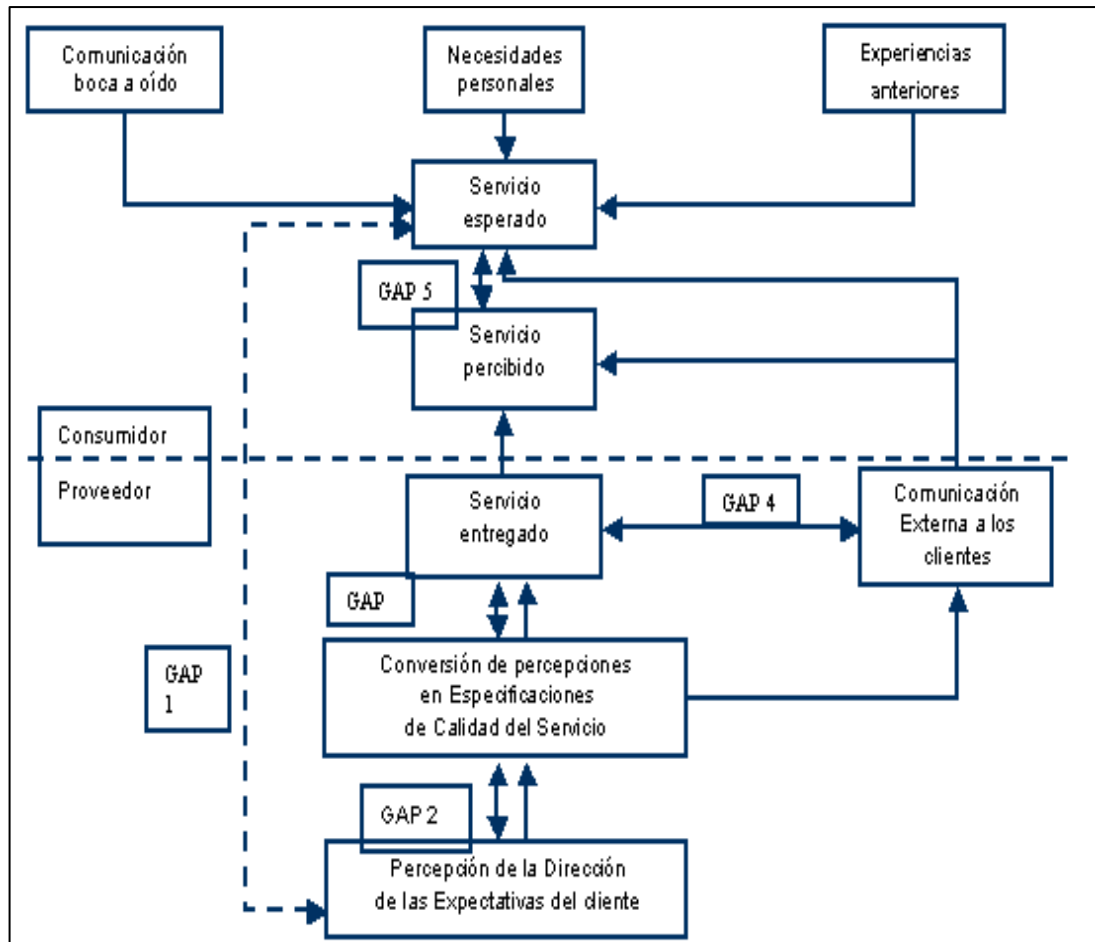 Comunicación
boca a oído
Necesidades
personales
Experiencias
anteriores
Servicio
esperado
GAP 5
Servicio
percibido
Consumidor
Proveedor
Servicio
entregado
GAP 4
Comunicación
Externa a los
clientes
GAP
Conversión de percepciones
en Especificaciones
de Calidad del Servicio
GAP
1
GAP 2
Percepción de la Dirección
de las Expectativas del cliente